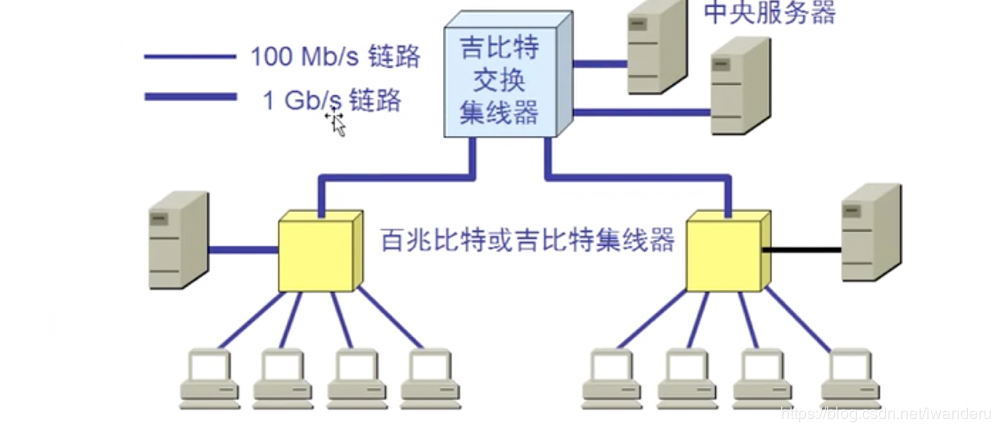 中央服务器
100 Mb/s 链路
1 Gb/s 链路
吉比特
交换
集线器
百兆比特或吉比特集线器
https://blog.csdn.net/iwanderu